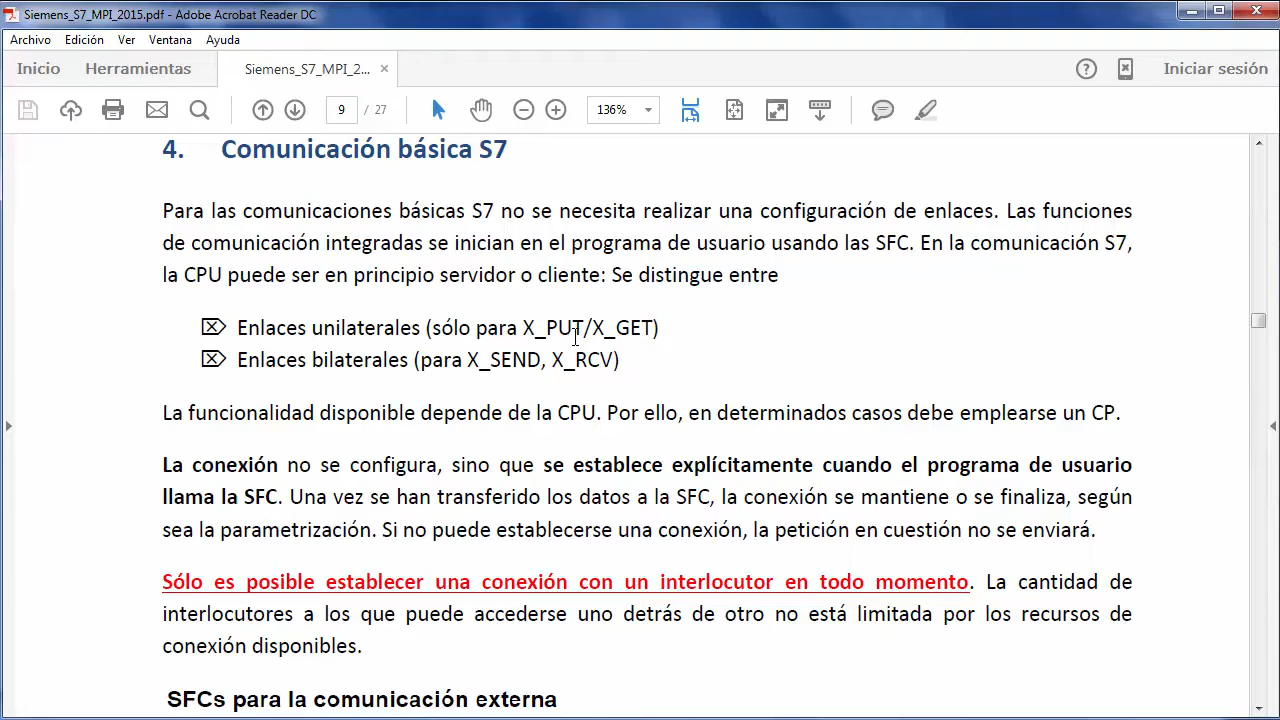 Siemens_S7_MPI_2015.pdf - Adobe Acrobat Reader DC
Archivo Edición Ver Ventana Ayuda
Inicio Herramientas Siemens_S7_MPI_2... × Iniciar sesión
9 / 27 136%
4. Comunicación básica S7
Para las comunicaciones básicas S7 no se necesita realizar una configuración de enlaces. Las funciones
de comunicación integradas se inician en el programa de usuario usando las SFC. En la comunicación S7,
la CPU puede ser en principio servidor o cliente: Se distingue entre
Enlaces unilaterales (sólo para X_PUT/X_GET)
Enlaces bilaterales (para X_SEND, X_RCV)
La funcionalidad disponible depende de la CPU. Por ello, en determinados casos debe emplearse un CP.
La conexión no se configura, sino que se establece explícitamente cuando el programa de usuario
llama la SFC. Una vez se han transferido los datos a la SFC, la conexión se mantiene o se finaliza, según
sea la parametrización. Si no puede establecerse una conexión, la petición en cuestión no se enviará.
Sólo es posible establecer una conexión con un interlocutor en todo momento. La cantidad de
interlocutores a los que puede accederse uno detrás de otro no está limitada por los recursos de
conexión disponibles.
SFCs para la comunicación externa